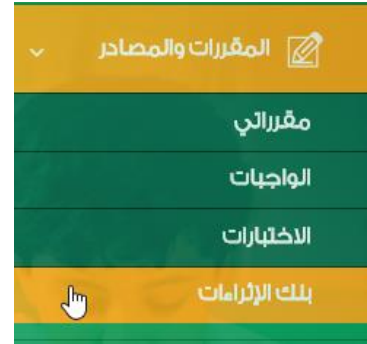 المقررات والمصادر
مقرراتي
الواجبات
الاختبارات
بنك الإثراءات